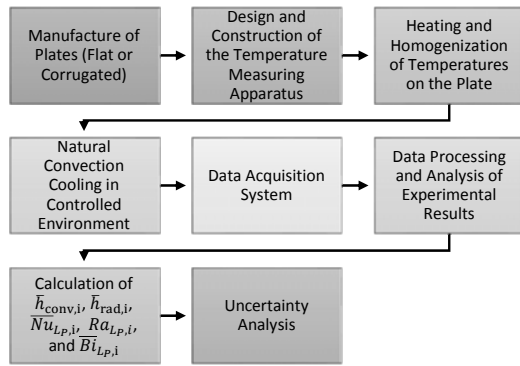 Manufacture of
Plates (Flat or
Corrugated)
Design and
Construction of
the Temperature
Measuring
Apparatus
Heating and
Homogenization
of Temperatures
on the Plate
Natural
Convection
Cooling in
Controlled
Environment
Data Acquisition
System
Data Processing
and Analysis of
Experimental
Results
Calculation of
h̅conv,i, h̅rad,i,
N̅u̅LP,i, RaLP,i,
and B̅i̅LP,i
Uncertainty
Analysis